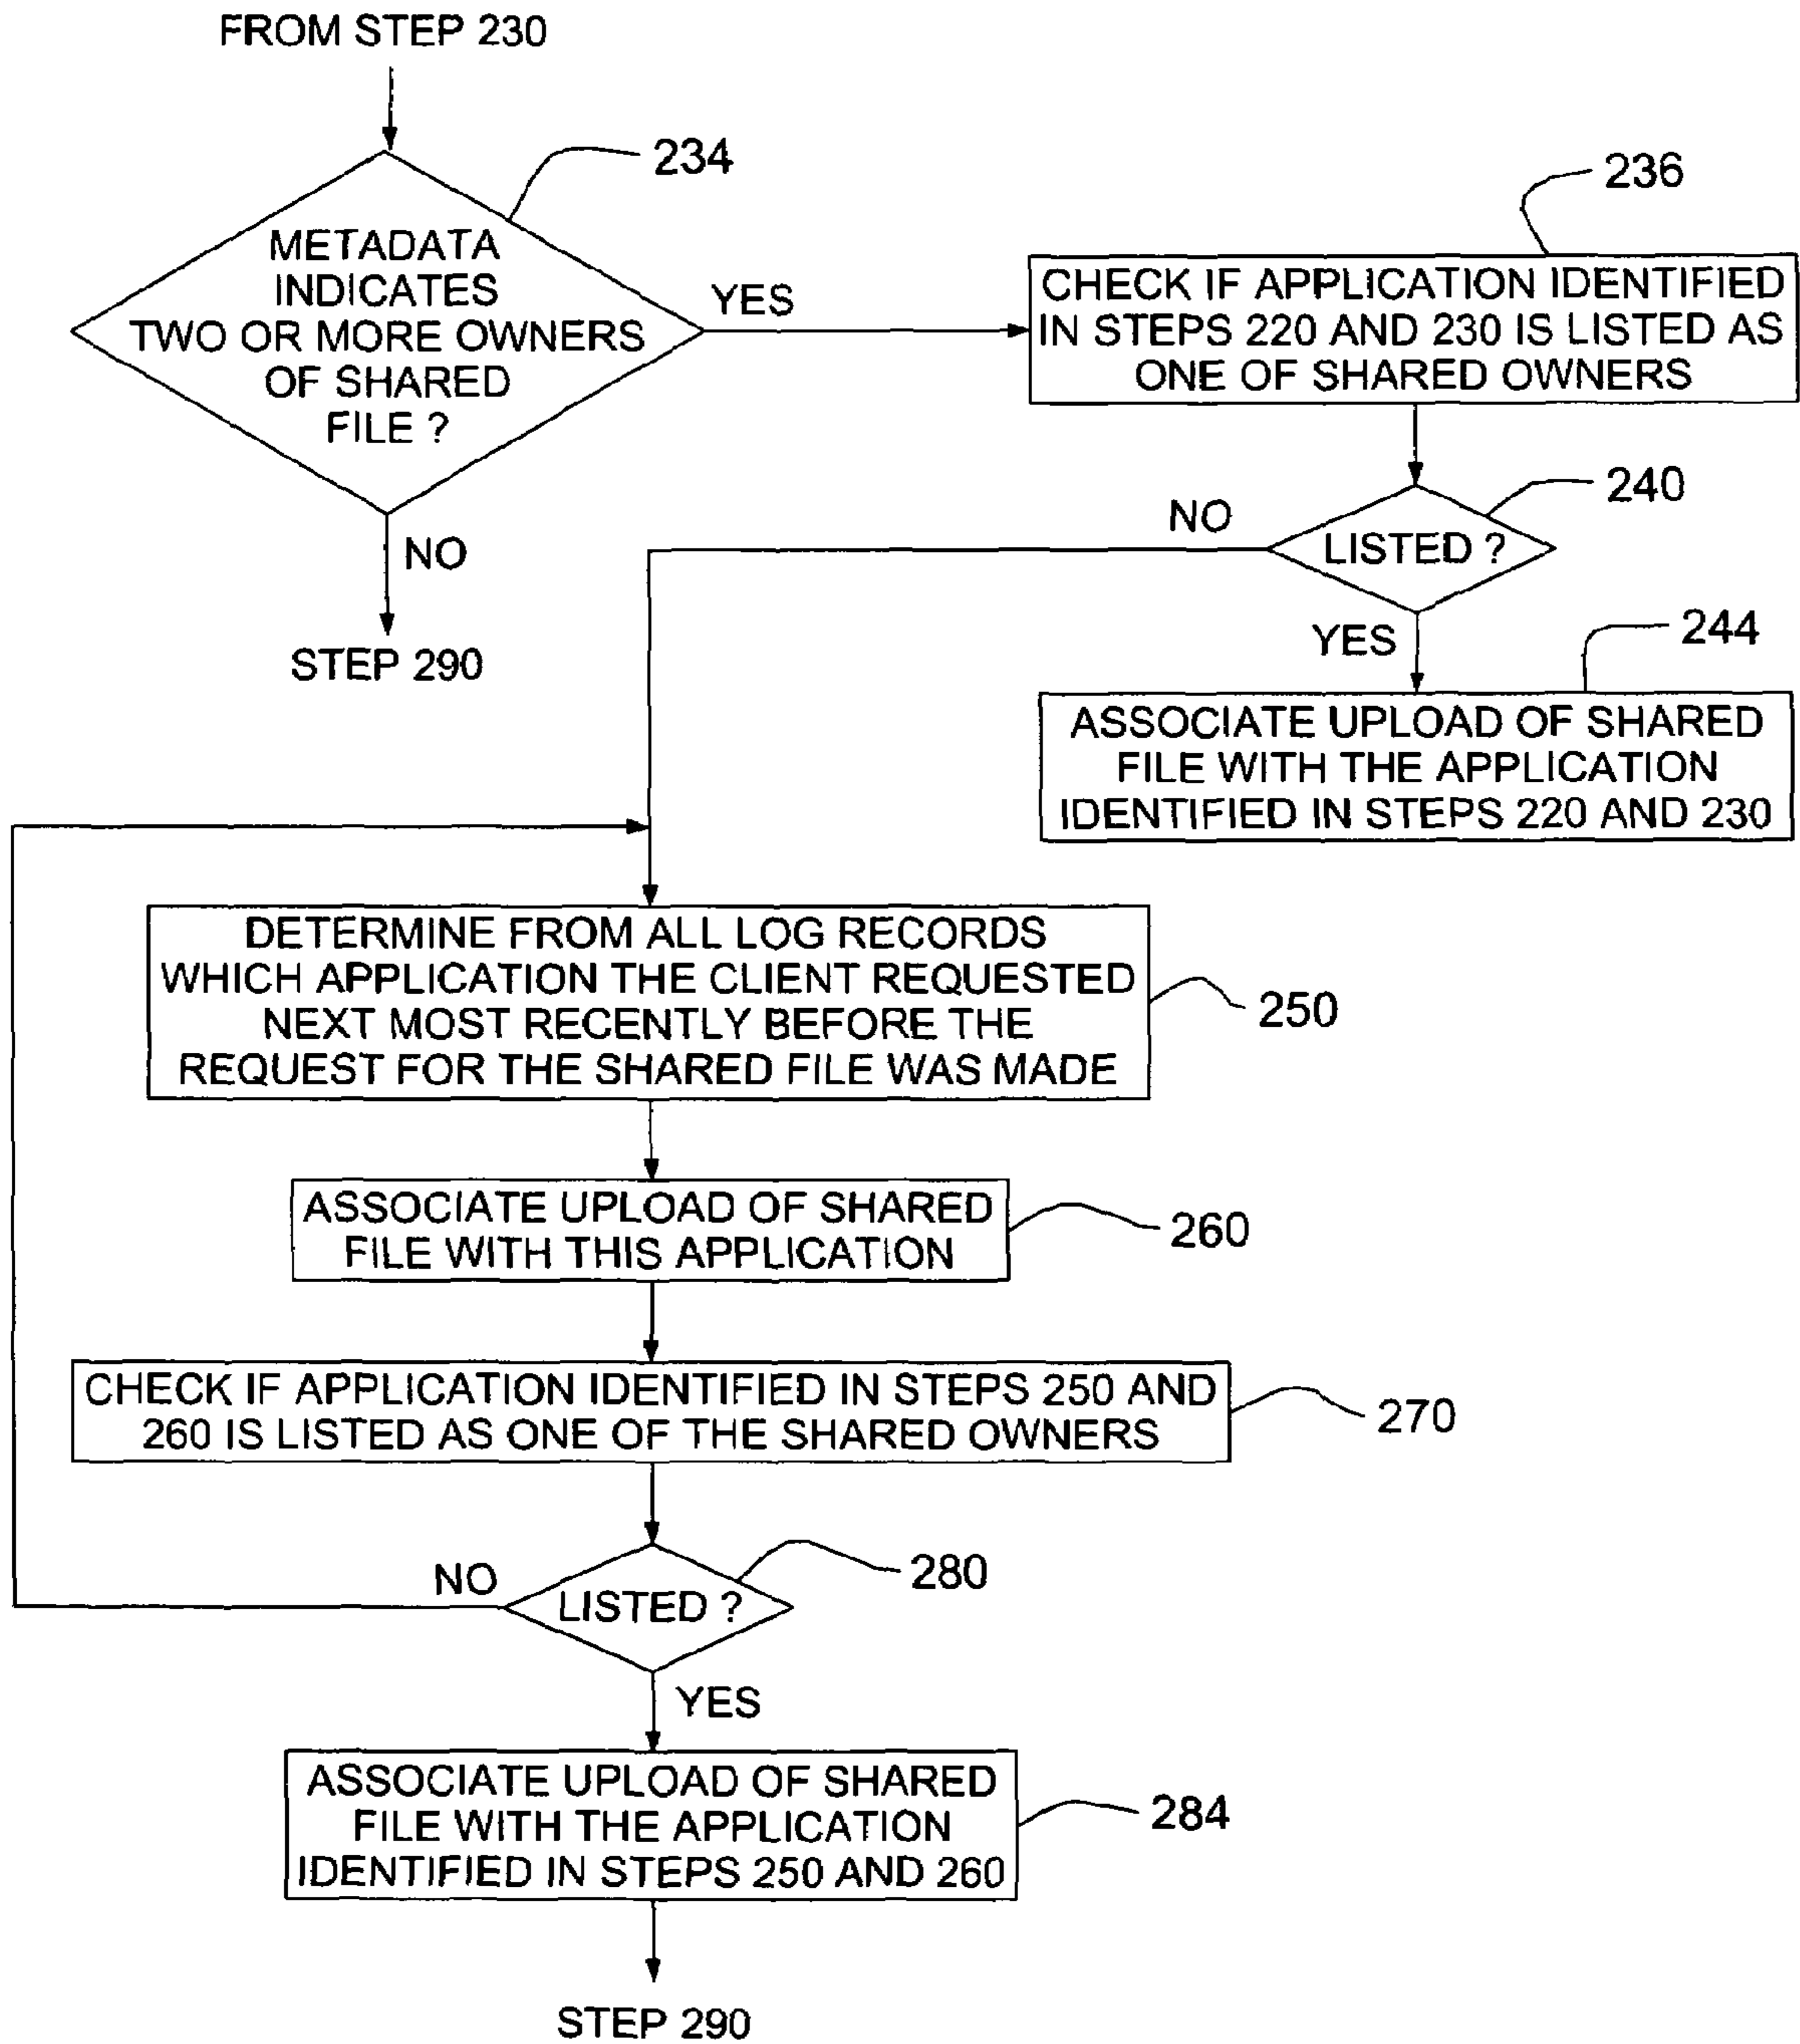 FROM STEP 230
234
METADATA
INDICATES
TWO OR MORE OWNERS
OF SHARED
FILE ?
YES
NO
STEP 290
236
CHECK IF APPLICATION IDENTIFIED
IN STEPS 220 AND 230 IS LISTED AS
ONE OF SHARED OWNERS
240
LISTED ?
NO
YES
244
ASSOCIATE UPLOAD OF SHARED
FILE WITH THE APPLICATION
IDENTIFIED IN STEPS 220 AND 230
DETERMINE FROM ALL LOG RECORDS
WHICH APPLICATION THE CLIENT REQUESTED
NEXT MOST RECENTLY BEFORE THE
REQUEST FOR THE SHARED FILE WAS MADE
250
ASSOCIATE UPLOAD OF SHARED
FILE WITH THIS APPLICATION
260
CHECK IF APPLICATION IDENTIFIED IN STEPS 250 AND
260 IS LISTED AS ONE OF THE SHARED OWNERS
270
NO
LISTED ?
280
YES
ASSOCIATE UPLOAD OF SHARED
FILE WITH THE APPLICATION
IDENTIFIED IN STEPS 250 AND 260
284
STEP 290